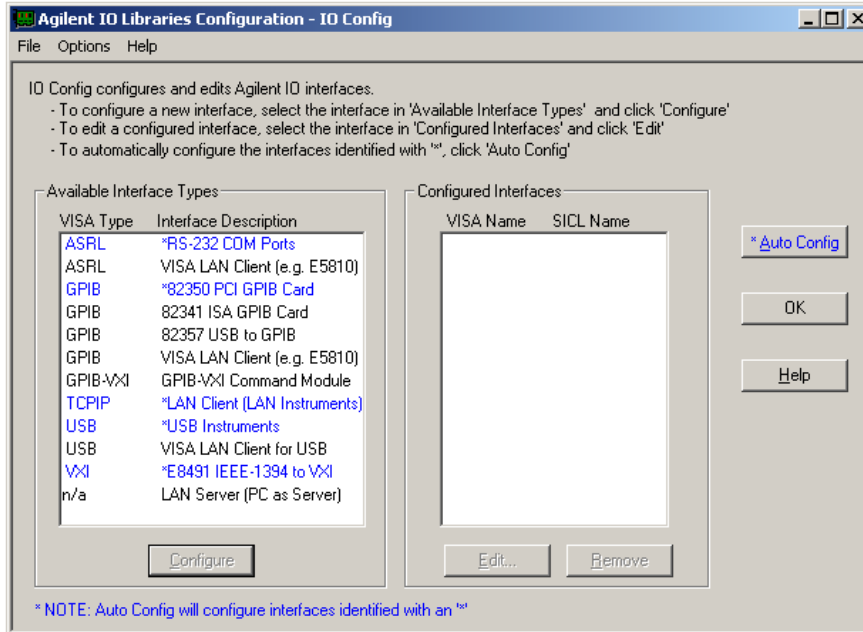 Agilent IO Libraries Configuration - IO Config
File Options Help
IO Config configures and edits Agilent IO interfaces.
- To configure a new interface, select the interface in 'Available Interface Types' and click 'Configure'
- To edit a configured interface, select the interface in 'Configured Interfaces' and click 'Edit'
- To automatically configure the interfaces identified with '*', click 'Auto Config'
Available Interface Types
VISA Type Interface Description
ASRL *RS-232 COM Ports
ASRL VISA LAN Client (e.g. E5810)
GPIB *82350 PCI GPIB Card
GPIB 82341 ISA GPIB Card
GPIB 82357 USB to GPIB
GPIB VISA LAN Client (e.g. E5810)
GPIB-VXI GPIB-VXI Command Module
TCPIP *LAN Client (LAN Instruments)
USB *USB Instruments
USB VISA LAN Client for USB
VXI *E8491 IEEE-1394 to VXI
n/a LAN Server (PC as Server)
Configure
Configured Interfaces
VISA Name SICL Name
Edit... Remove
* Auto Config
OK
Help
* NOTE: Auto Config will configure interfaces identified with an '*'